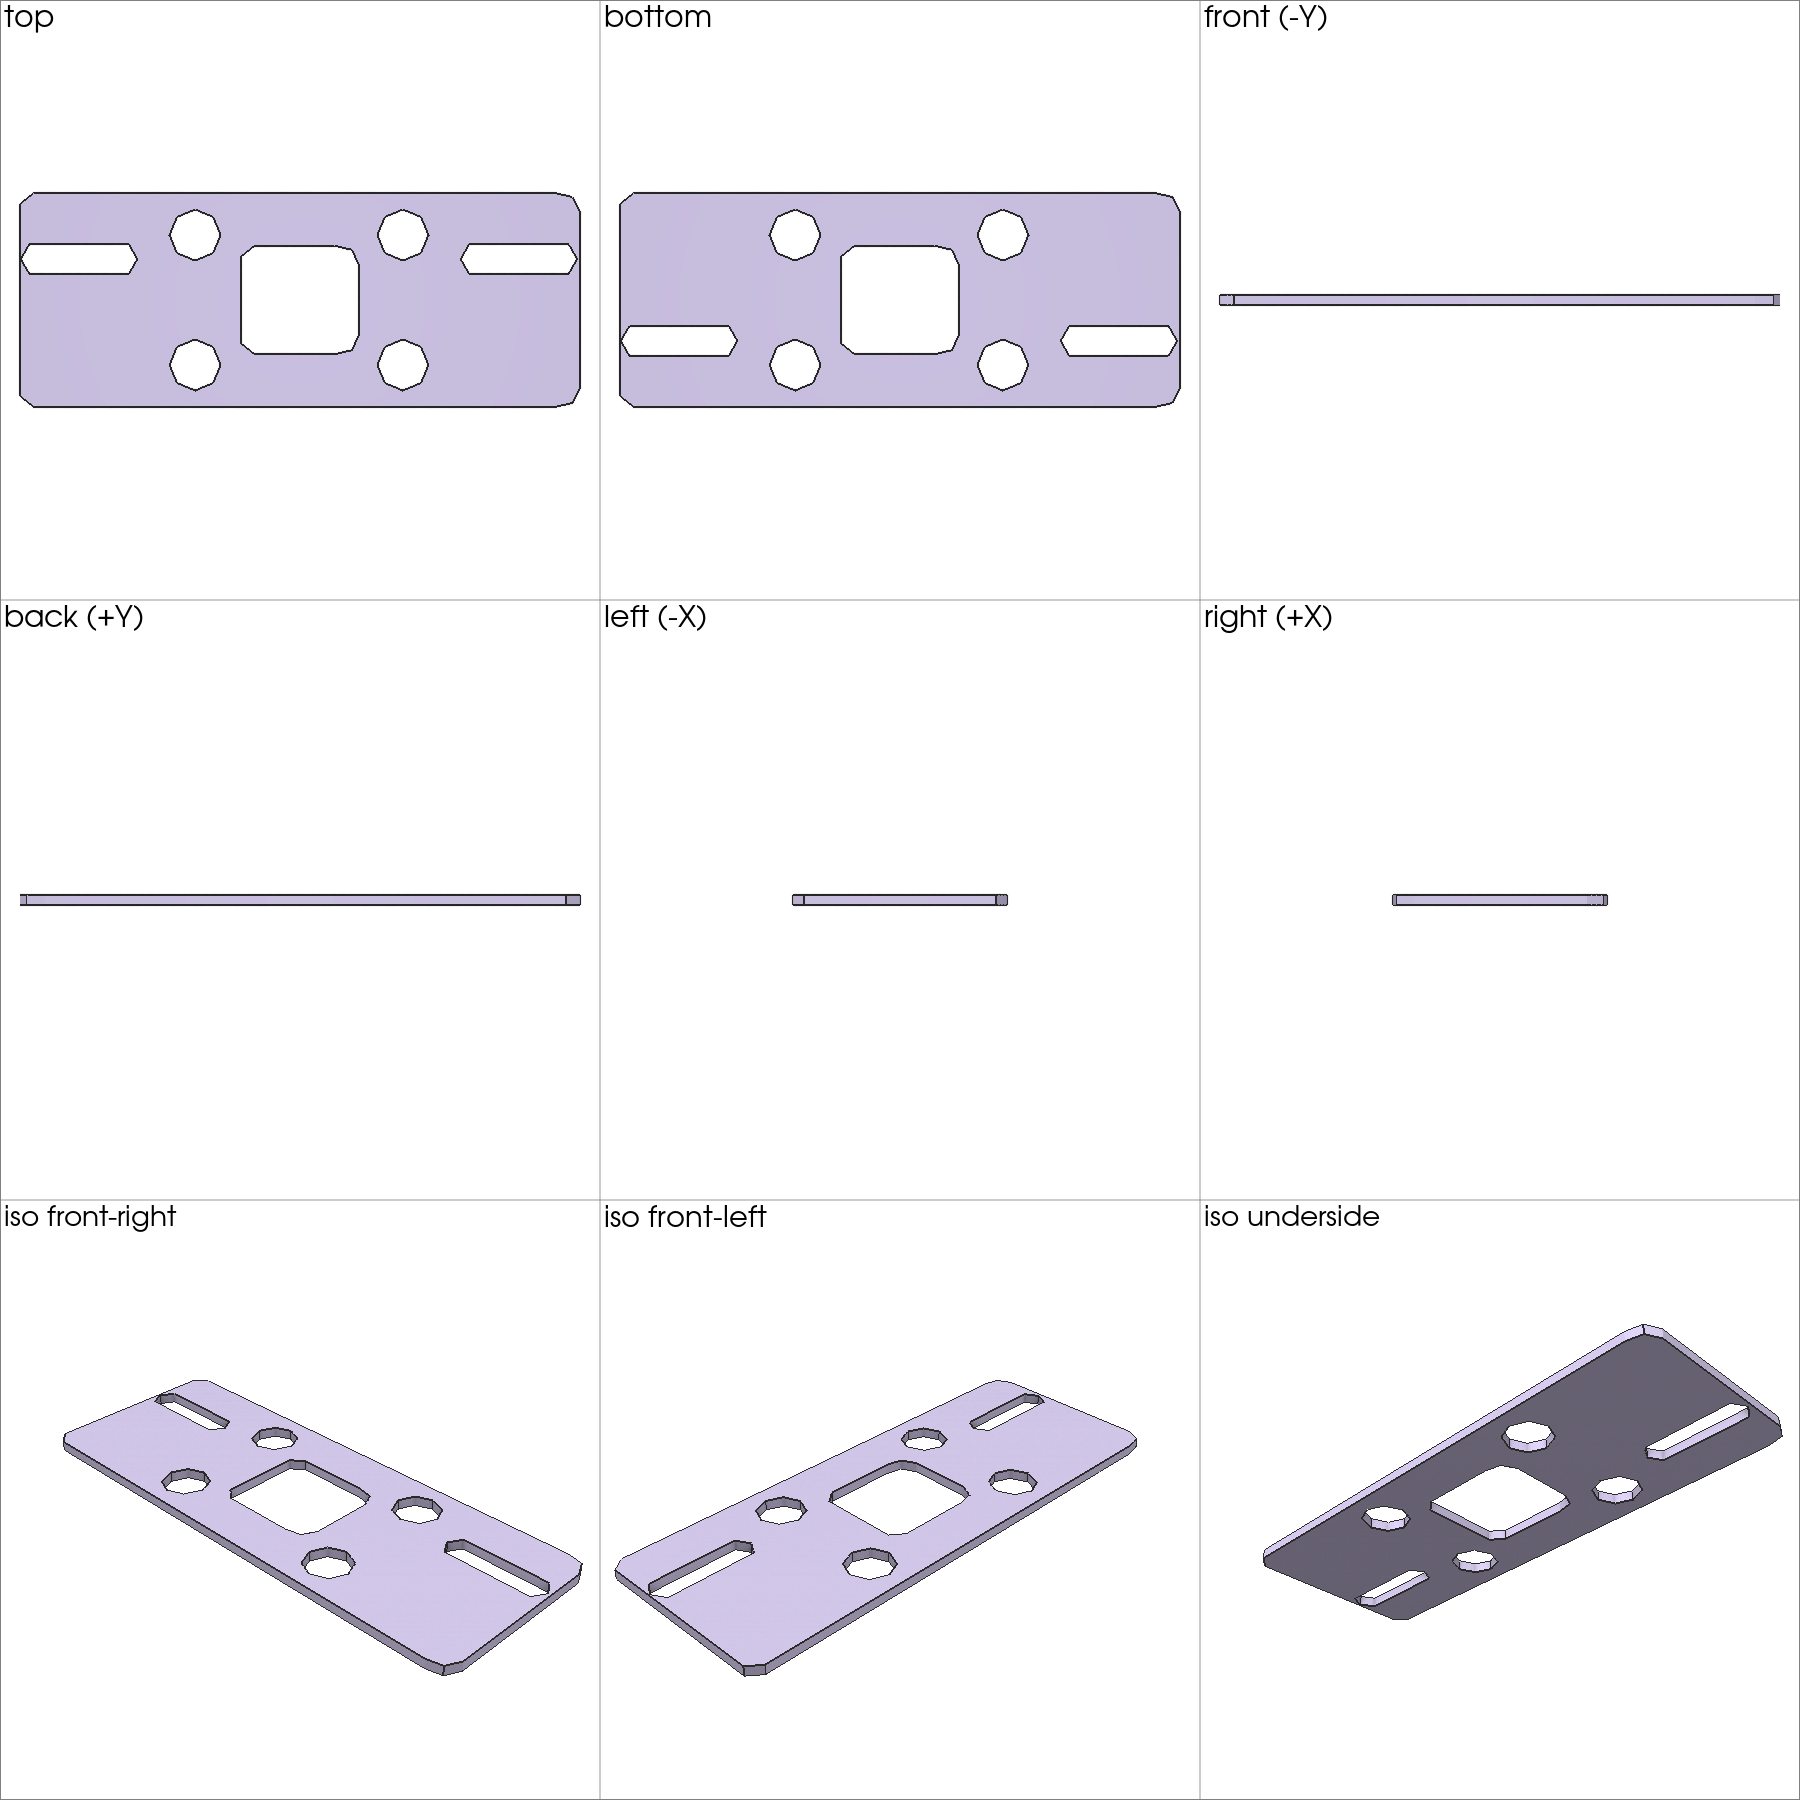 top
bottom
front (-Y)
back (+Y)
left (-X)
right (+X)
iso front-right
iso front-left
iso underside